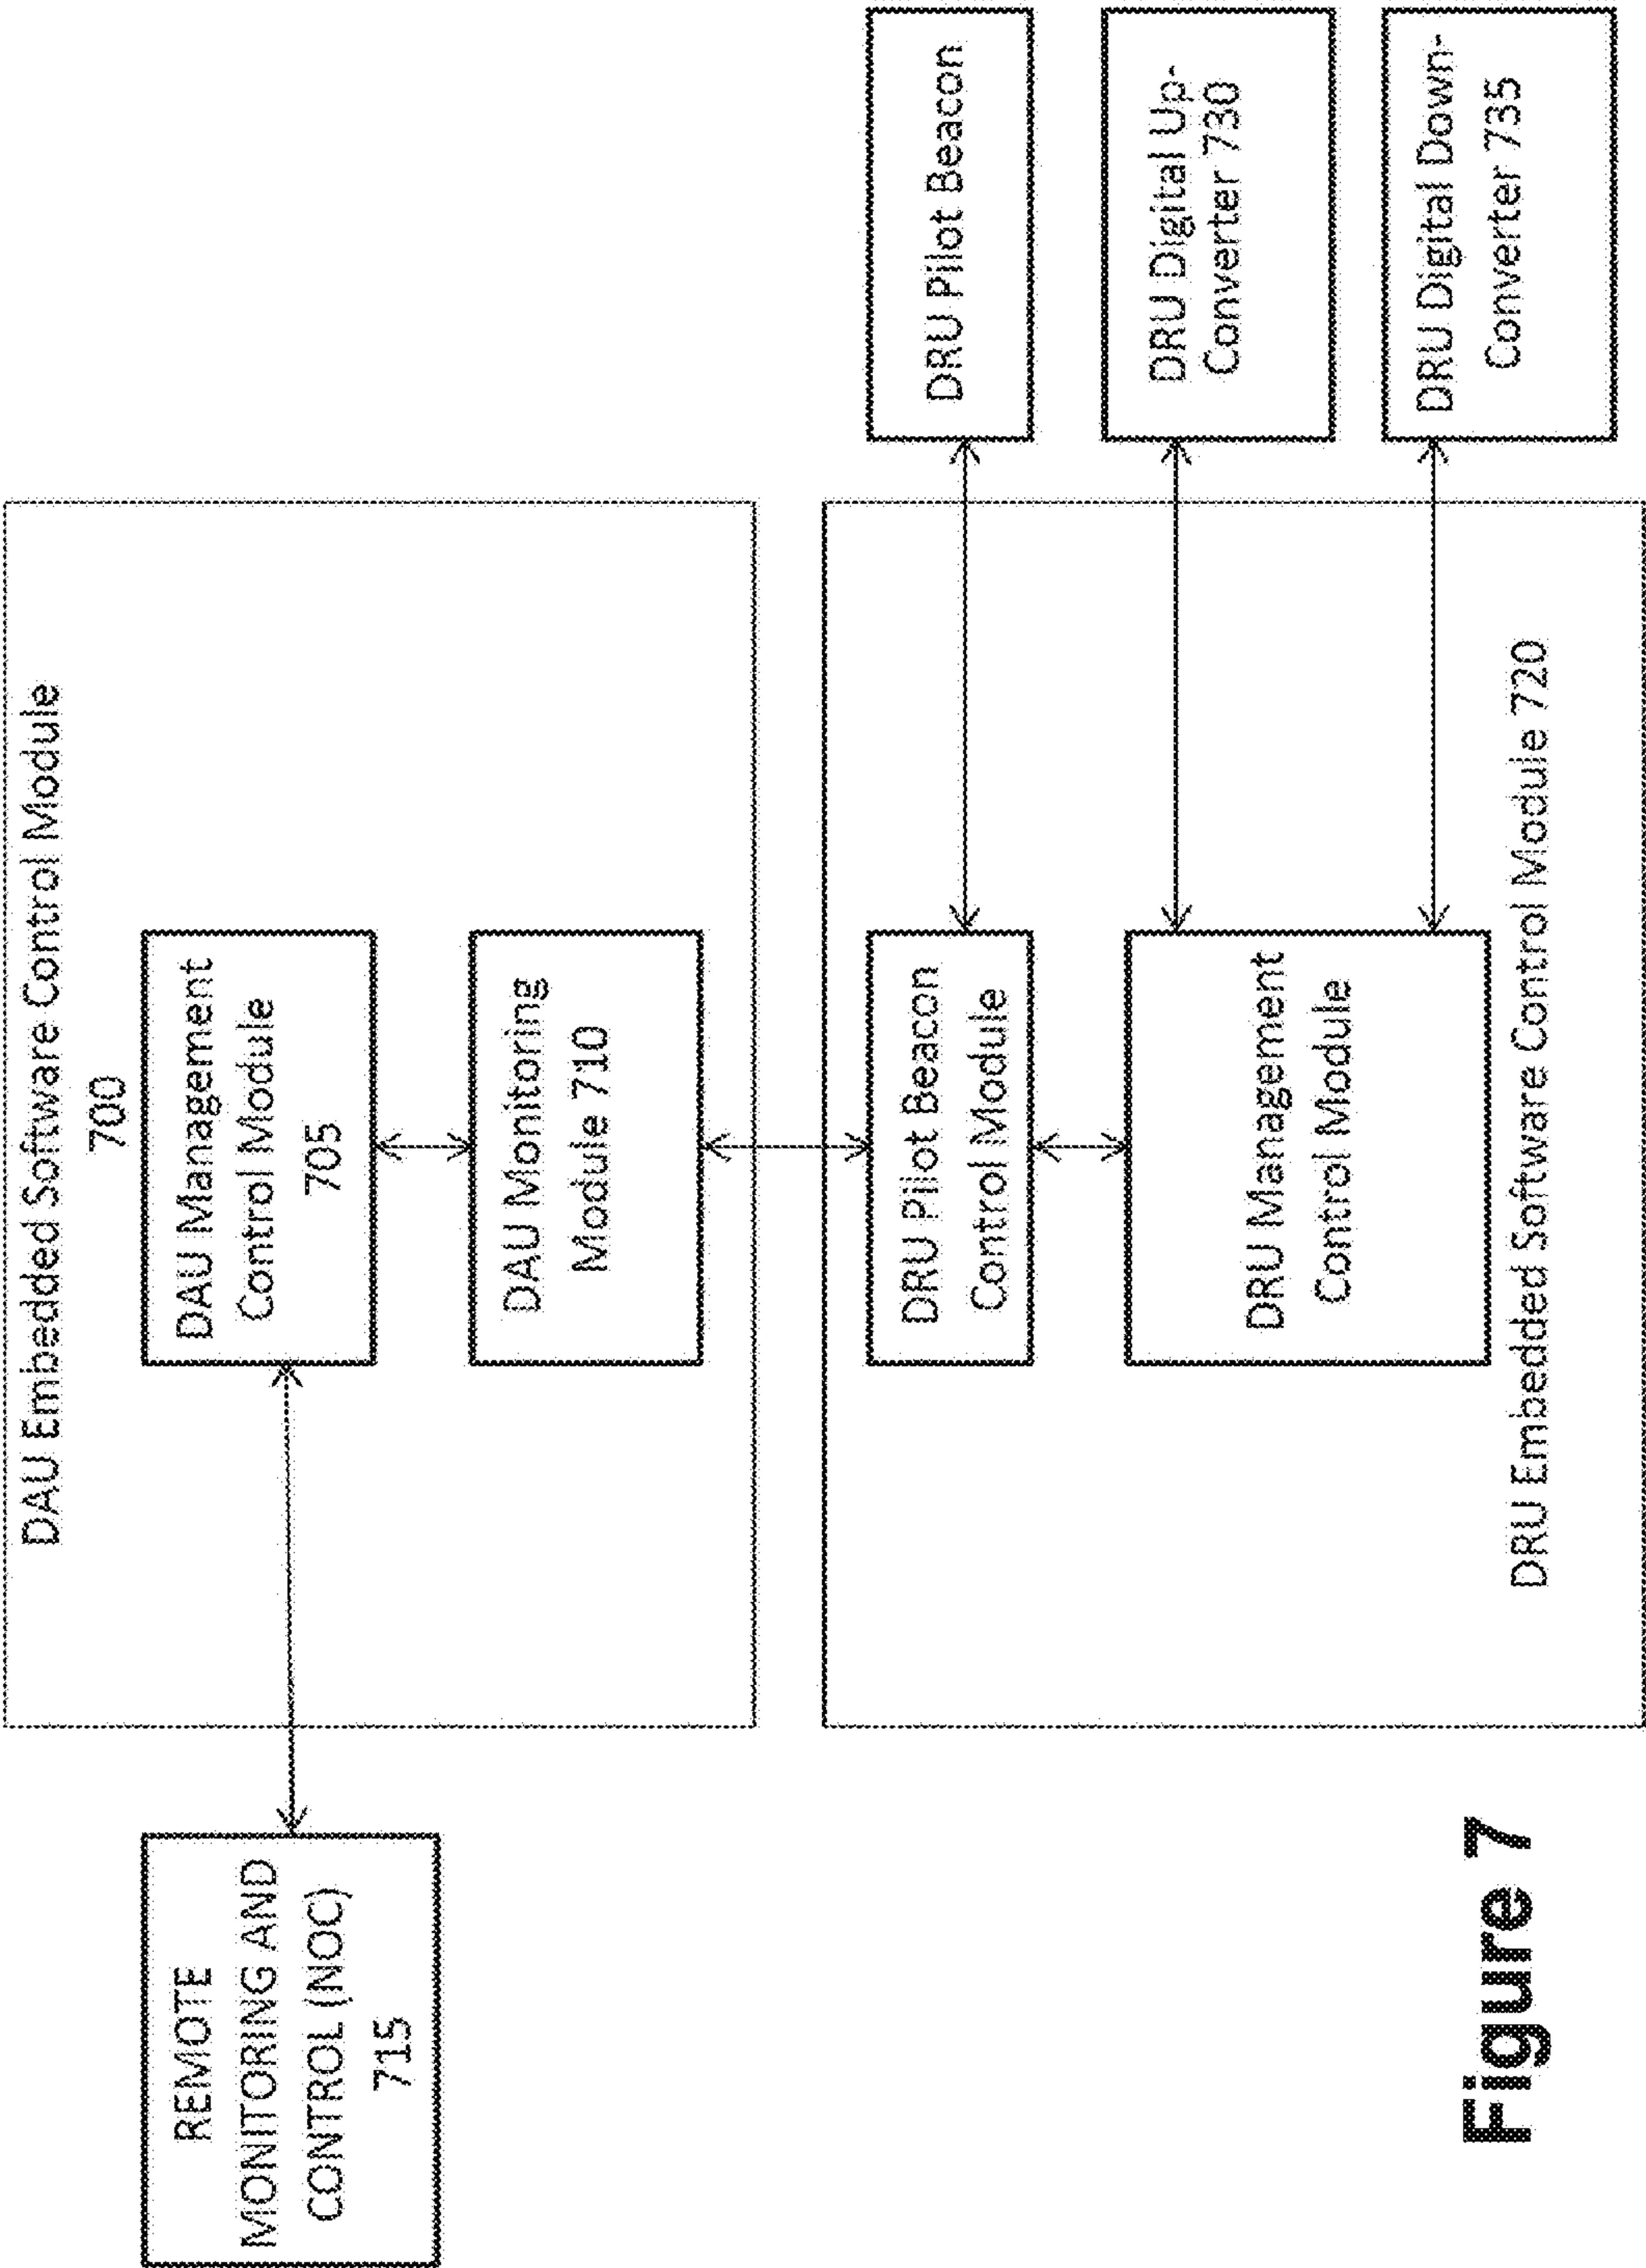 DAU Embedded Software Control Module
700
REMOTE
MONITORING AND
CONTROL (NOC)
715
DAU Management
Control Module
705
DAU Monitoring
Module 710
DRU Pilot Beacon
Control Module
DRU Pilot Beacon
DRU Management
Control Module
DRU Digital Up-
Converter 730
DRU Digital Down-
Converter 735
DRU Embedded Software Control Module 720
Figure 7